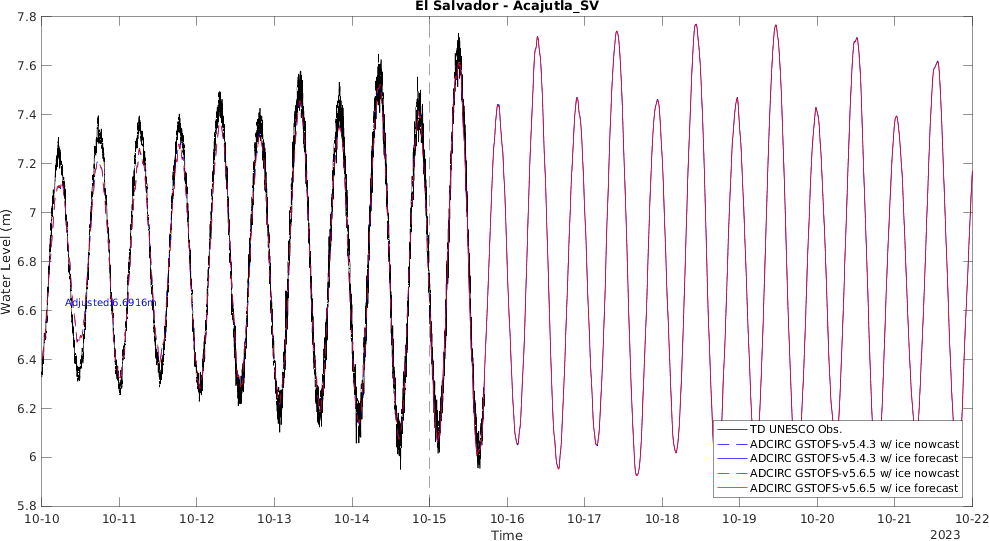 El Salvador - Acajutla_SV
Water Level (m)
7.8
7.6
7.4
7.2
7
6.8
6.6
6.4
6.2
6
5.8
Adjusted:6.6916m
TD UNESCO Obs.
ADCIRC GSTOFS-v5.4.3 w/ ice nowcast
ADCIRC GSTOFS-v5.4.3 w/ ice forecast
ADCIRC GSTOFS-v5.6.5 w/ ice nowcast
ADCIRC GSTOFS-v5.6.5 w/ ice forecast
10-10 10-11 10-12 10-13 10-14 10-15 10-16 10-17 10-18 10-19 10-20 10-21 10-22
Time
2023